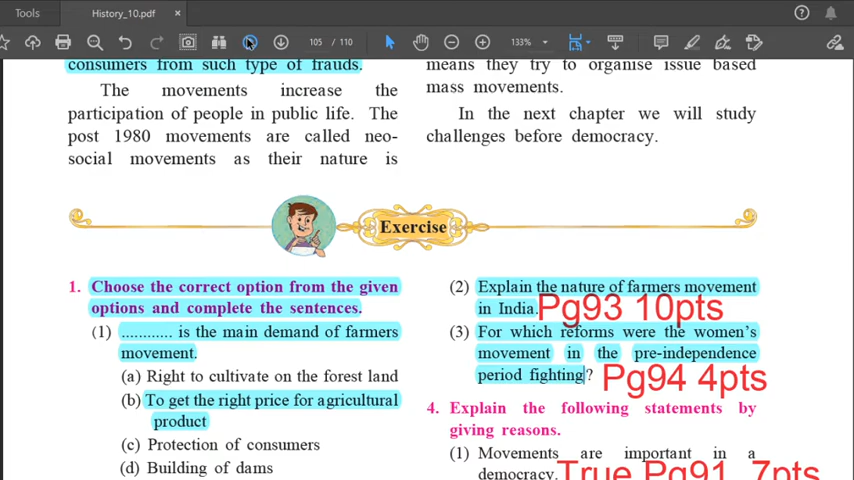 Tools
History_10.pdf
×
105 / 110
133%
consumers from such type of frauds.
The movements increase the
participation of people in public life. The
post 1980 movements are called neo-
social movements as their nature is
means they try to organise issue based
mass movements.
In the next chapter we will study
challenges before democracy.
Exercise
1. Choose the correct option from the given
options and complete the sentences.
(1) ............ is the main demand of farmers
movement.
(a) Right to cultivate on the forest land
(b) To get the right price for agricultural
product
(c) Protection of consumers
(d) Building of dams
(2) Explain the nature of farmers movement
in India. Pg93 10pts
(3) For which reforms were the women's
movement in the pre-independence
period fighting? Pg94 4pts
4. Explain the following statements by
giving reasons.
(1) Movements are important in a
democracy. True Pg91 7pts